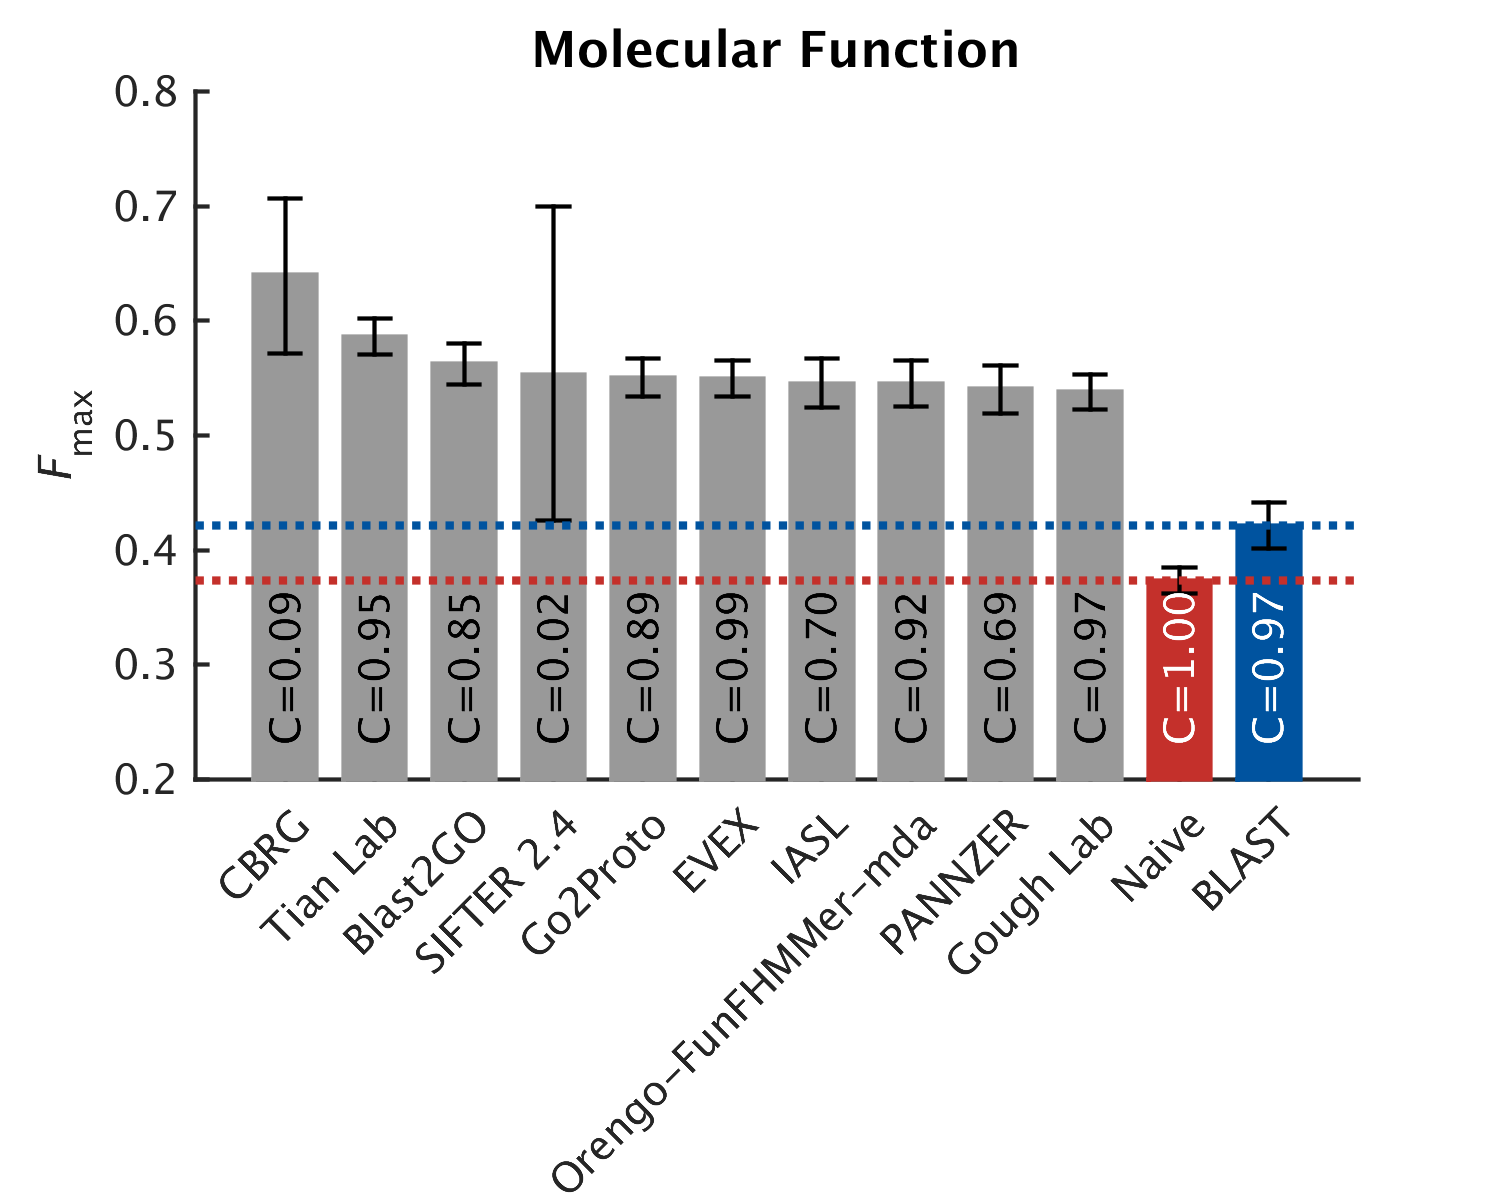 Molecular Function
0.8
0.7
0.6
0.5
0.4
0.3
0.2
Fmax
C=0.09
C=0.95
C=0.85
C=0.02
C=0.89
C=0.99
C=0.70
C=0.92
C=0.69
C=0.97
C=1.00
C=0.97
CBRG
Tian Lab
Blast2GO
SIFTER 2.4
Go2Proto
EVEX
IASL
Orengo-FunFHMMer-mda
PANNZER
Gough Lab
Naive
BLAST